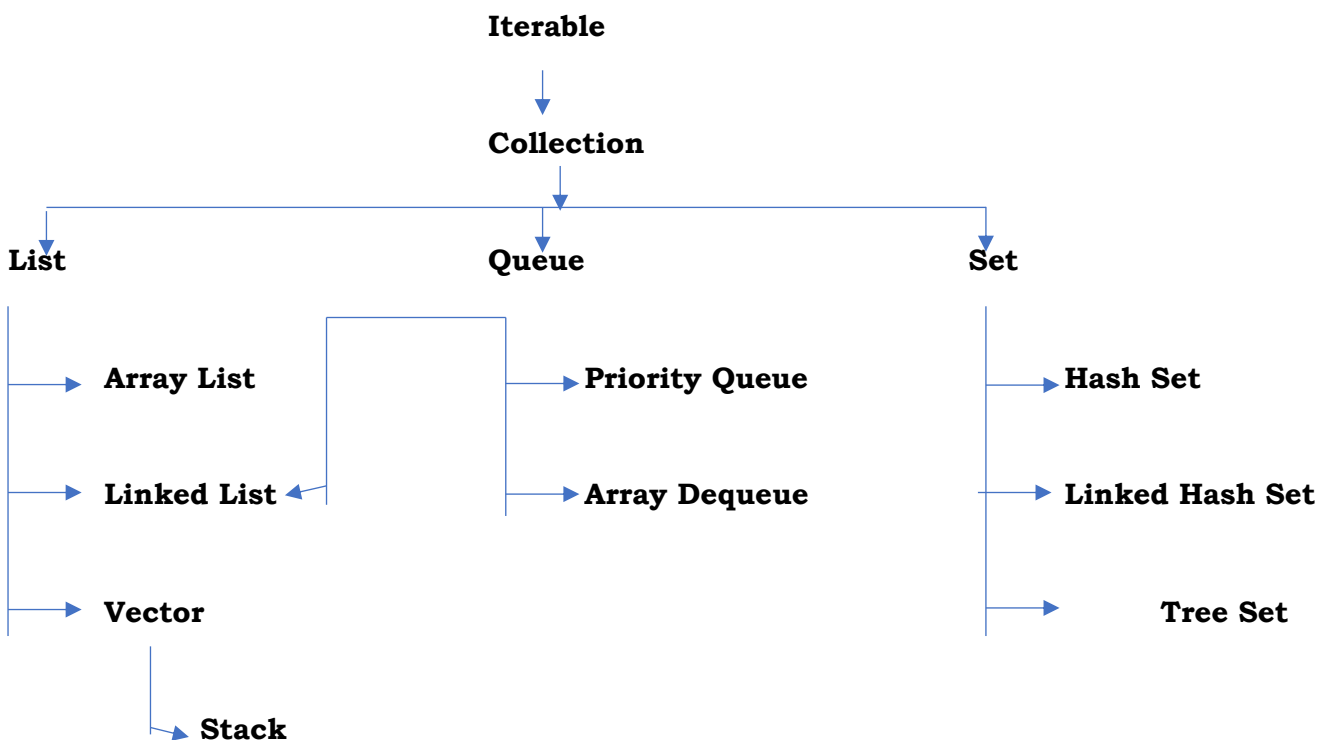 Iterable
Collection
List Queue Set
Array List Priority Queue Hash Set
Linked List Array Dequeue Linked Hash Set
Vector Tree Set
Stack